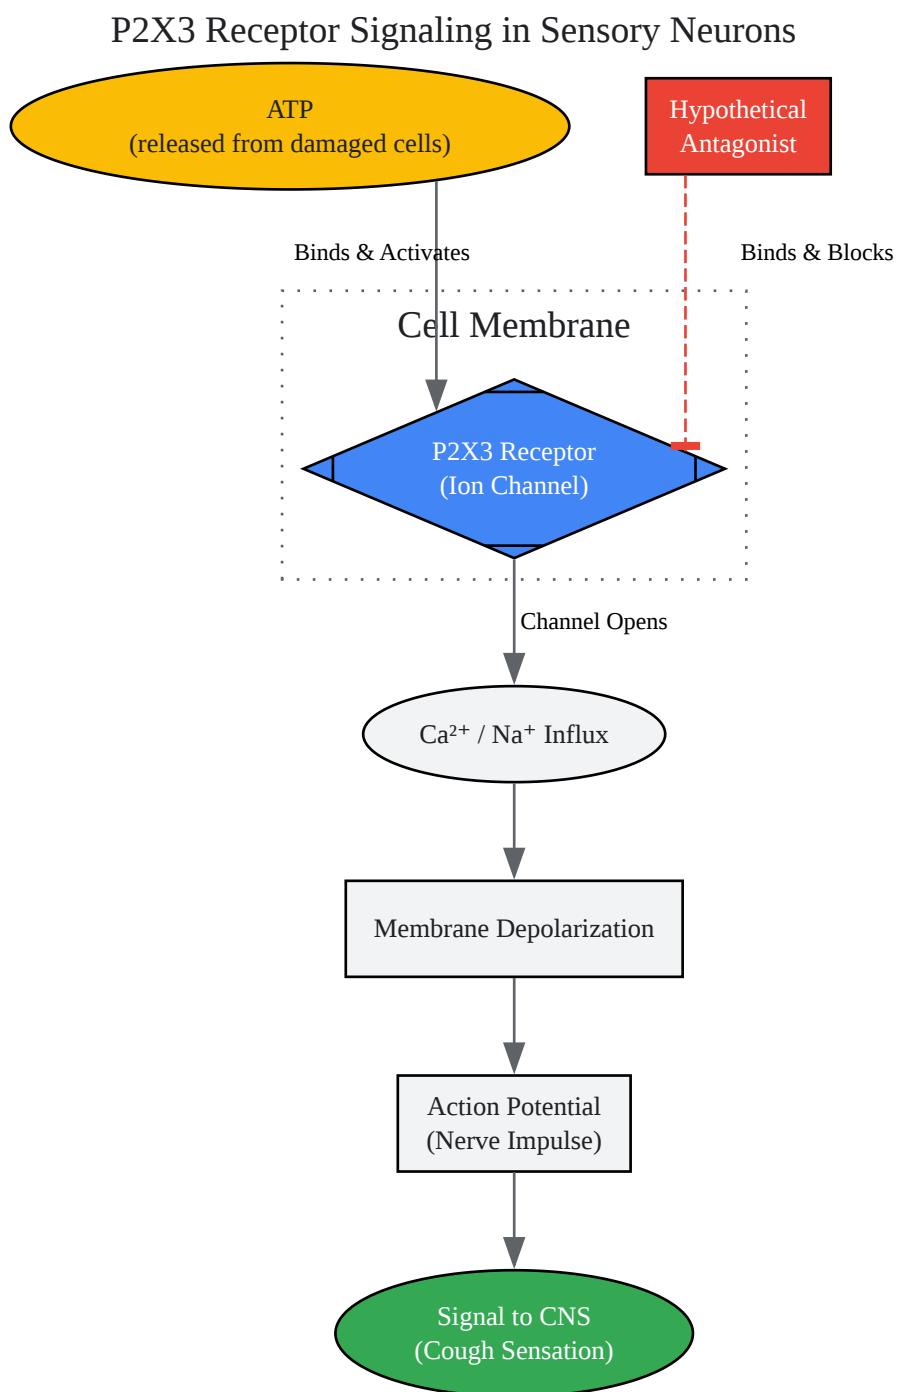 P2X3 Receptor Signaling in Sensory Neurons
ATP
(released from damaged cells)
Hypothetical
Antagonist
Binds & Activates
Binds & Blocks
Cell Membrane
P2X3 Receptor
(Ion Channel)
Channel Opens
Ca²⁺ / Na⁺ Influx
Membrane Depolarization
Action Potential
(Nerve Impulse)
Signal to CNS
(Cough Sensation)